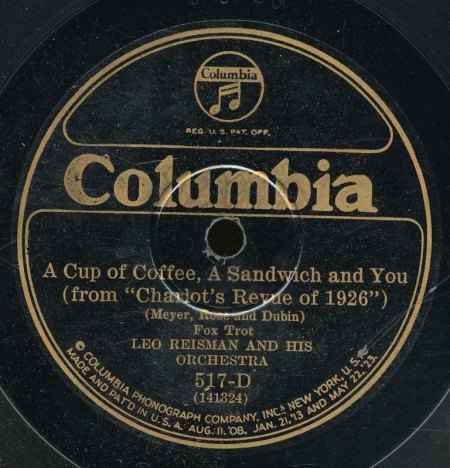 Columbia
REG. U. S. PAT. OFF.
Columbia
A Cup of Coffee, A Sandwich and You
(from "Charlot's Revue of 1926")
(Meyer, Rose and Dubin)
Fox Trot
LEO REISMAN AND HIS
ORCHESTRA
517-D
(141324)
© COLUMBIA PHONOGRAPH COMPANY, INC. NEW YORK, U.S.A.
MADE AND PAT'D IN U.S.A. AUG. 11,'08. JAN. 21,'13 AND MAY 22,'23.